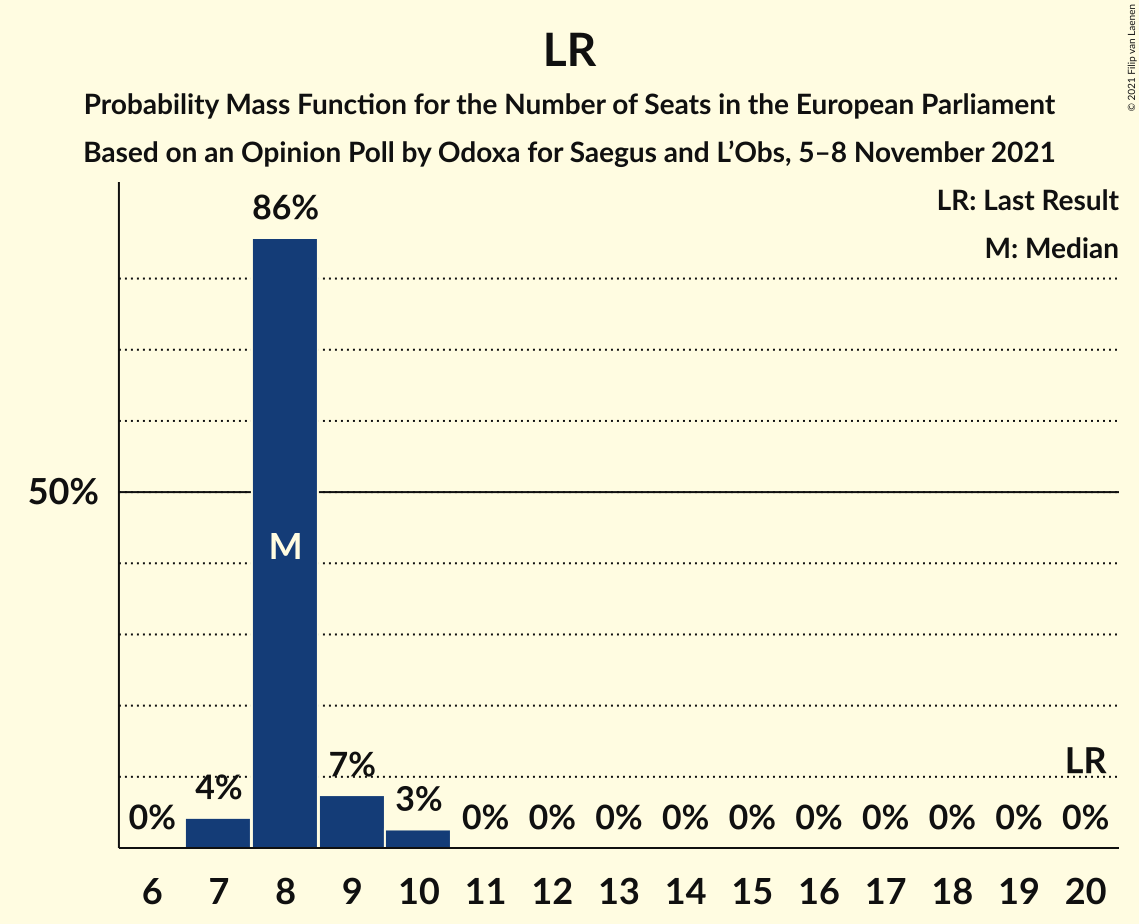 LR
Probability Mass Function for the Number of Seats in the European Parliament
Based on an Opinion Poll by Odoxa for Saegus and L’Obs, 5–8 November 2021
© 2021 Filip van Laenen
LR: Last Result
M: Median
86%
50%
M
4%
7%
3%
LR
0%
0% 0% 0% 0% 0% 0% 0% 0% 0% 0%
6 7 8 9 10 11 12 13 14 15 16 17 18 19 20